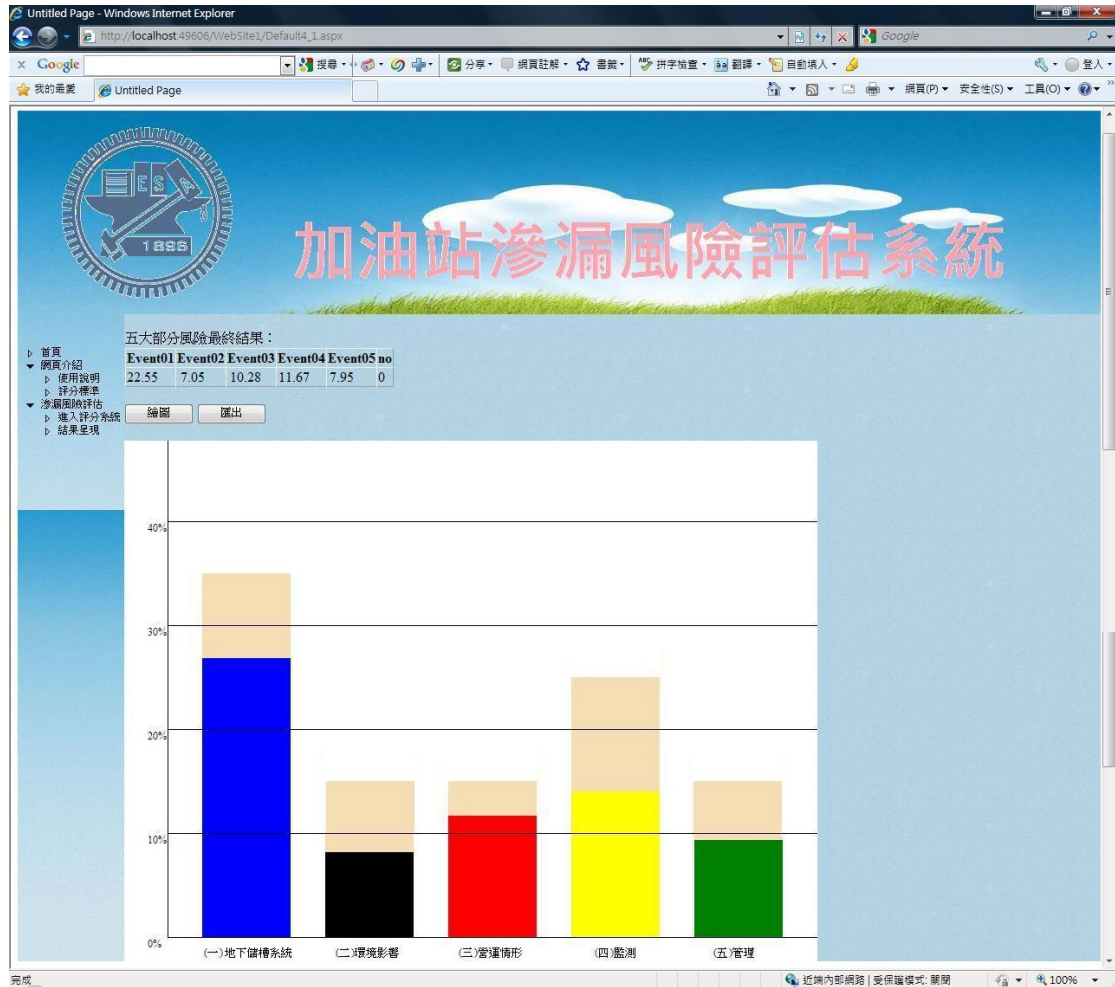 Untitled Page - Windows Internet Explorer
http://localhost:49606/WebSite1/Default4_1.aspx
Google
x Google 搜尋 分享 網頁註解 書籤 拼字檢查 翻譯 自動填入 登入
我的最愛 Untitled Page 網頁(P) 安全性(S) 工具(O)
ES
A
1896
加油站滲漏風險評估系統
首頁
網頁介紹
使用說明
評分標準
滲漏風險評估
進入評分系統
結果呈現
五大部分風險最終結果：
Event01 Event02 Event03 Event04 Event05 no
22.55 7.05 10.28 11.67 7.95 0
繪圖 匯出
40%
30%
20%
10%
0%
(一)地下儲槽系統 (二)環境影響 (三)營運情形 (四)監測 (五)管理
完成 近端內部網路 | 受保護模式: 關閉 100%